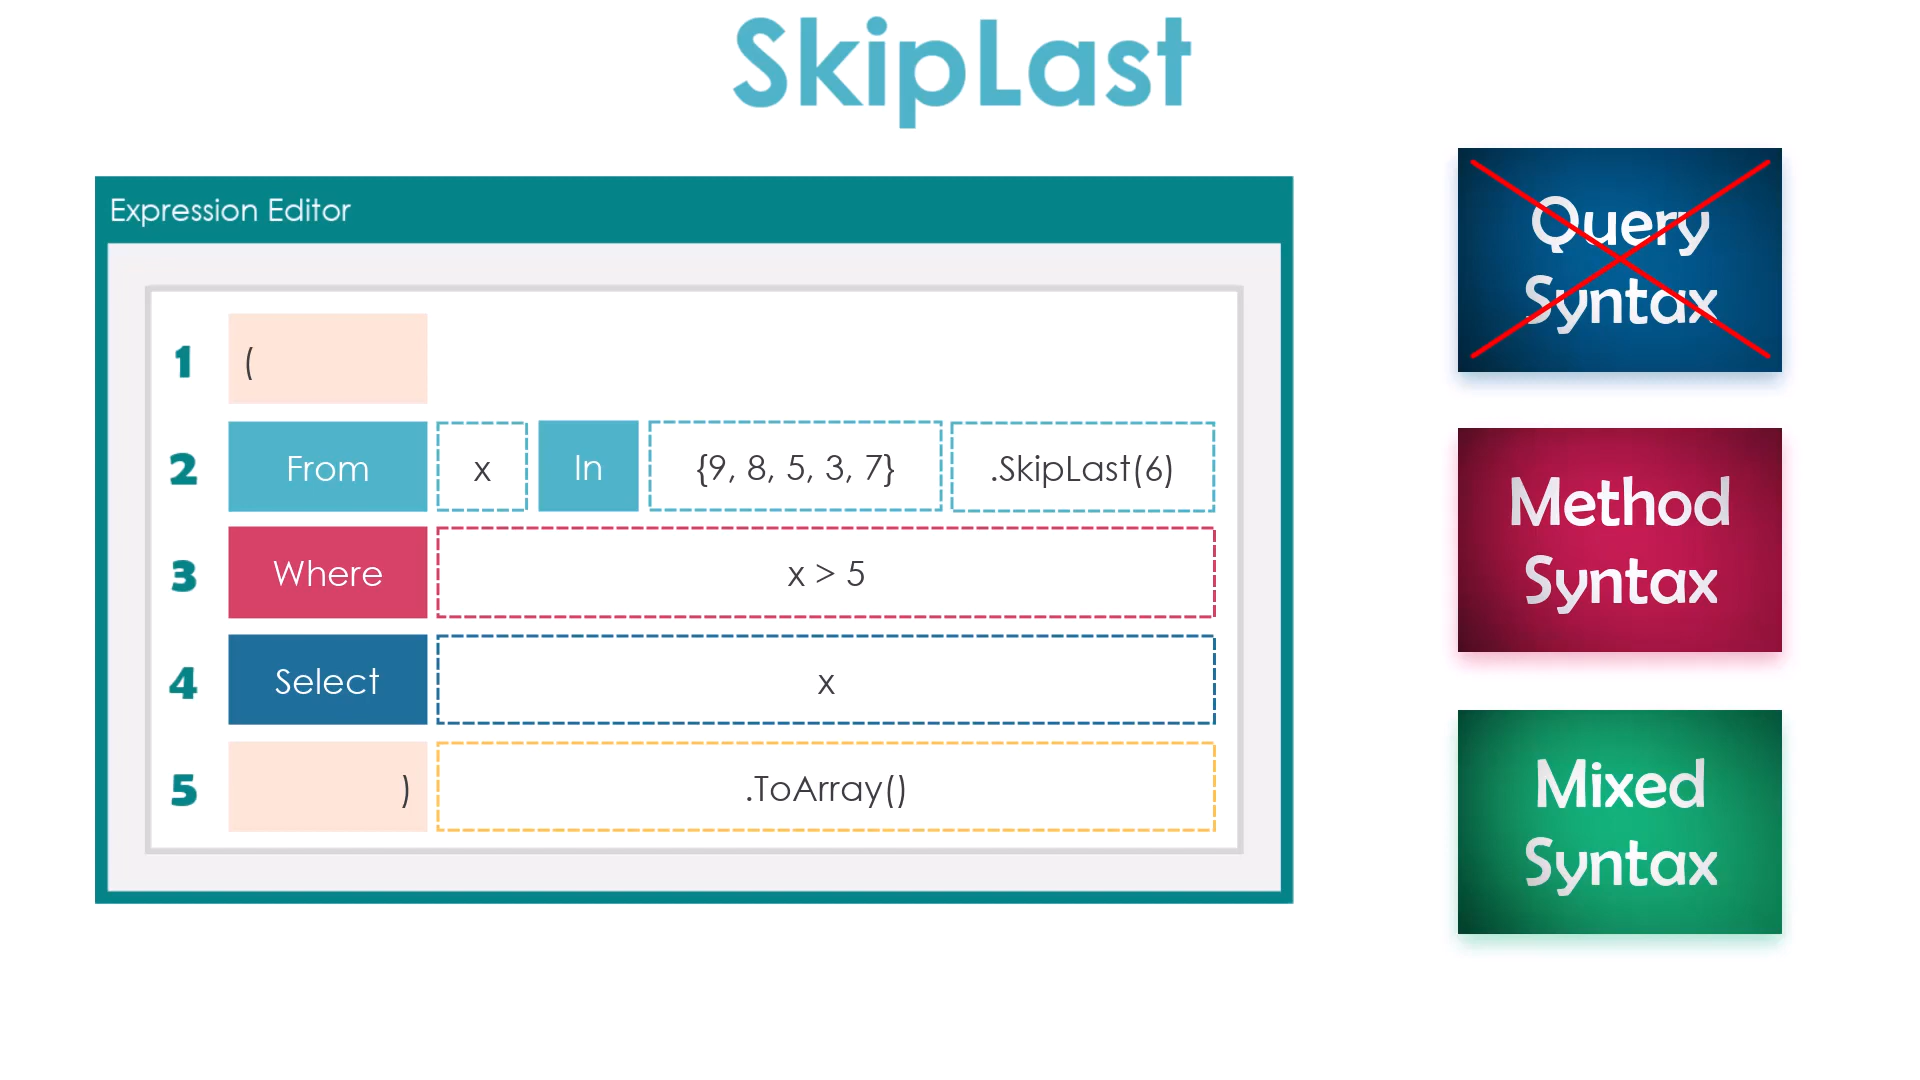 SkipLast
Expression Editor
1 (
2 From x In {9, 8, 5, 3, 7} .SkipLast(6)
3 Where x > 5
4 Select x
5 ) .ToArray()
Query
Syntax
Method
Syntax
Mixed
Syntax